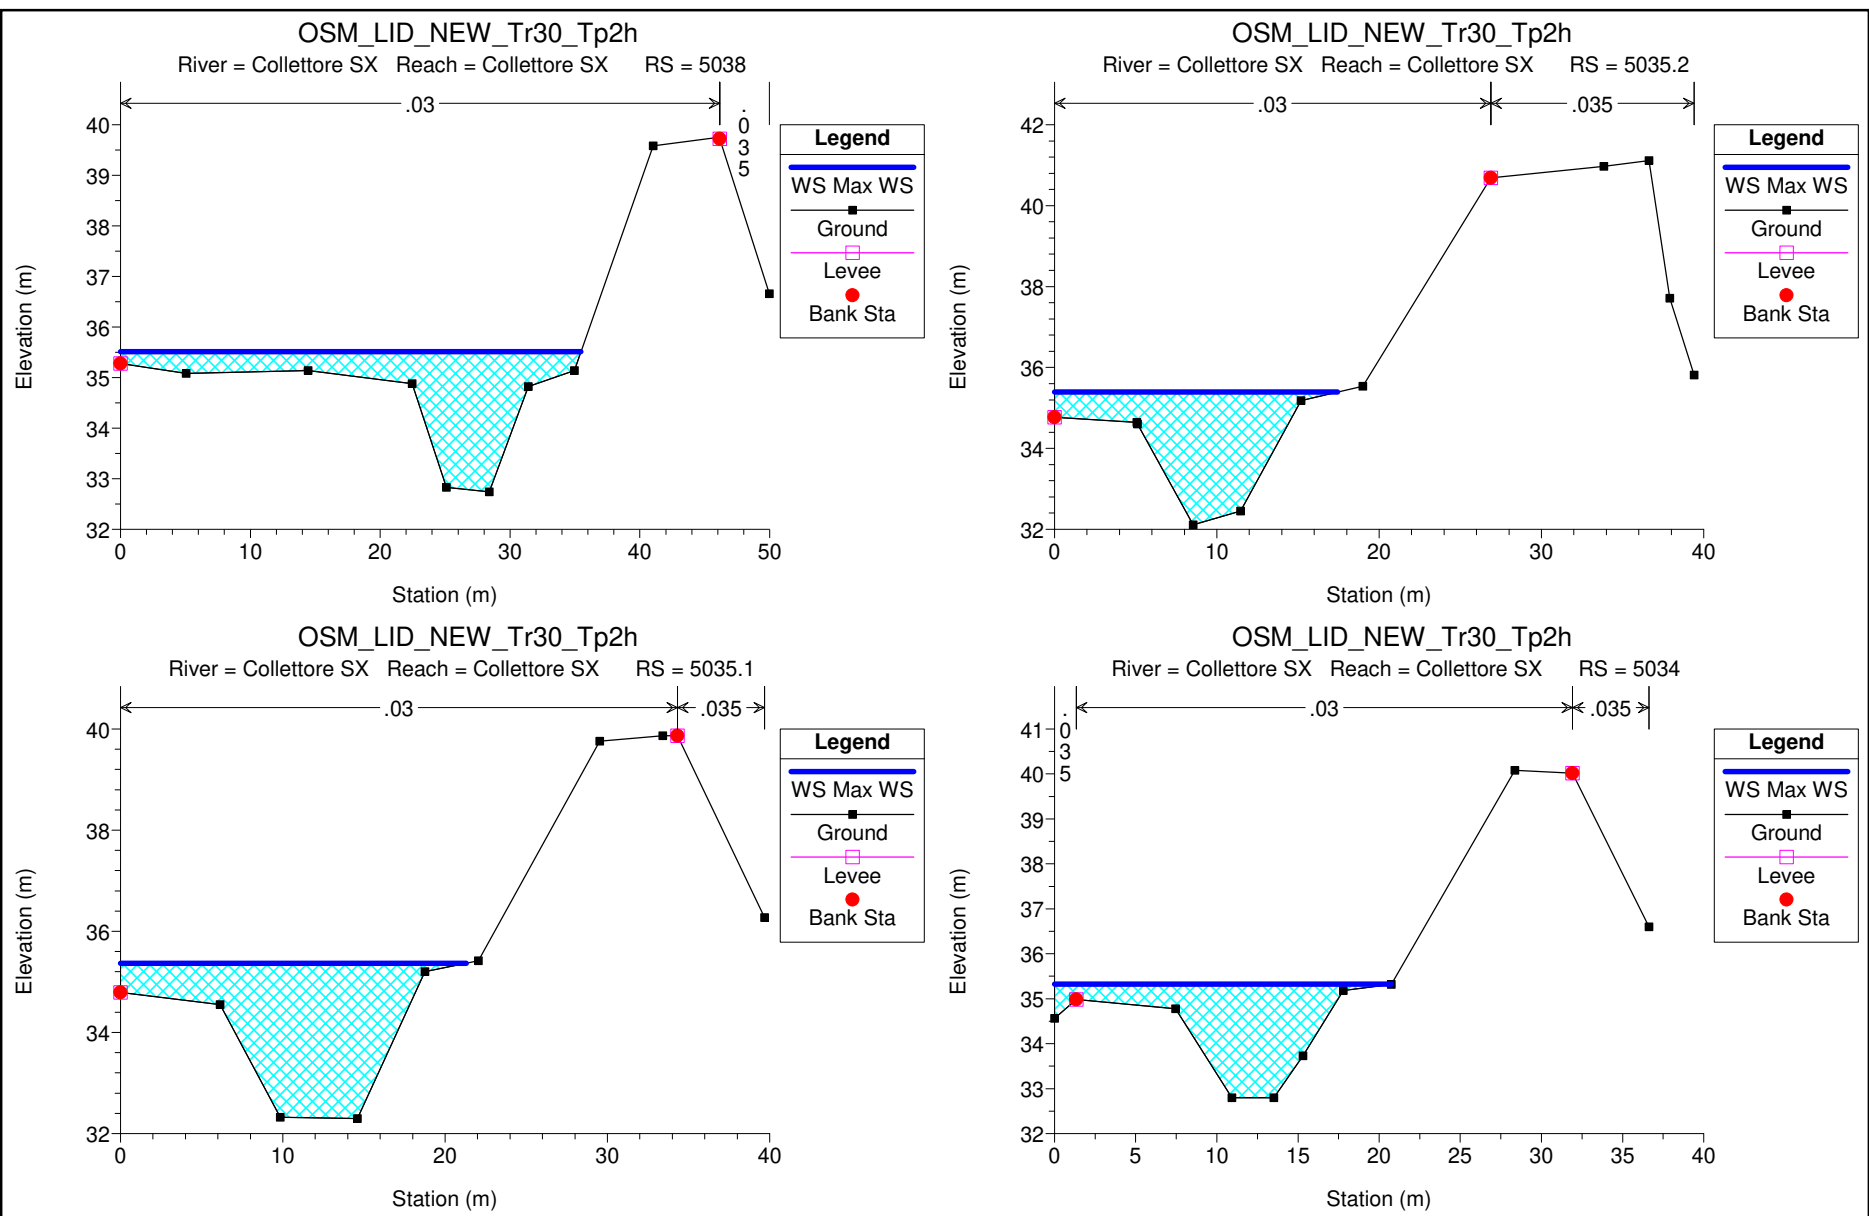 OSM_LID_NEW_Tr30_Tp2h
River = Collettore SX Reach = Collettore SX RS = 5038
.03
.035
40
39
38
37
36
35
34
33
32
0 10 20 30 40 50
Elevation (m)
Station (m)
Legend
WS Max WS
Ground
Levee
Bank Sta
OSM_LID_NEW_Tr30_Tp2h
River = Collettore SX Reach = Collettore SX RS = 5035.2
.03
.035
42
40
38
36
34
32
0 10 20 30 40
Elevation (m)
Station (m)
Legend
WS Max WS
Ground
Levee
Bank Sta
OSM_LID_NEW_Tr30_Tp2h
River = Collettore SX Reach = Collettore SX RS = 5035.1
.03
.035
40
38
36
34
32
0 10 20 30 40
Elevation (m)
Station (m)
Legend
WS Max WS
Ground
Levee
Bank Sta
OSM_LID_NEW_Tr30_Tp2h
River = Collettore SX Reach = Collettore SX RS = 5034
.035
.03
.035
41
40
39
38
37
36
35
34
33
32
0 5 10 15 20 25 30 35 40
Elevation (m)
Station (m)
Legend
WS Max WS
Ground
Levee
Bank Sta